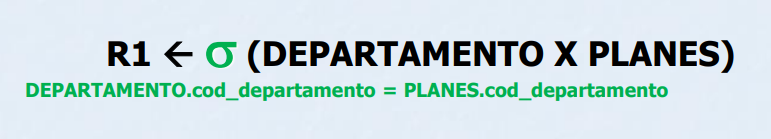 R1 ← σ (DEPARTAMENTO X PLANES)
DEPARTAMENTO.cod_departamento = PLANES.cod_departamento